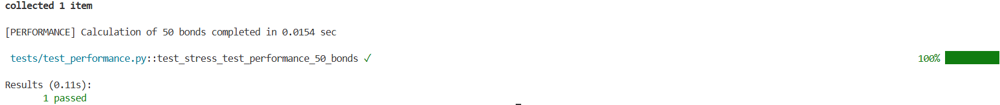 collected 1 item
[PERFORMANCE] Calculation of 50 bonds completed in 0.0154 sec
tests/test_performance.py::test_stress_test_performance_50_bonds ✓ 100%
Results (0.11s):
1 passed